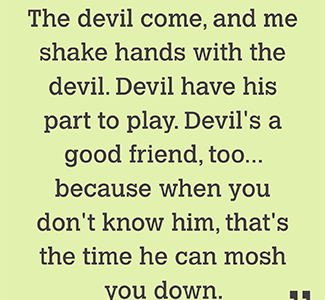 The devil come, and me
shake hands with the
devil. Devil have his
part to play. Devil's a
good friend, too...
because when you
don't know him, that's
the time he can mosh
you down.
"